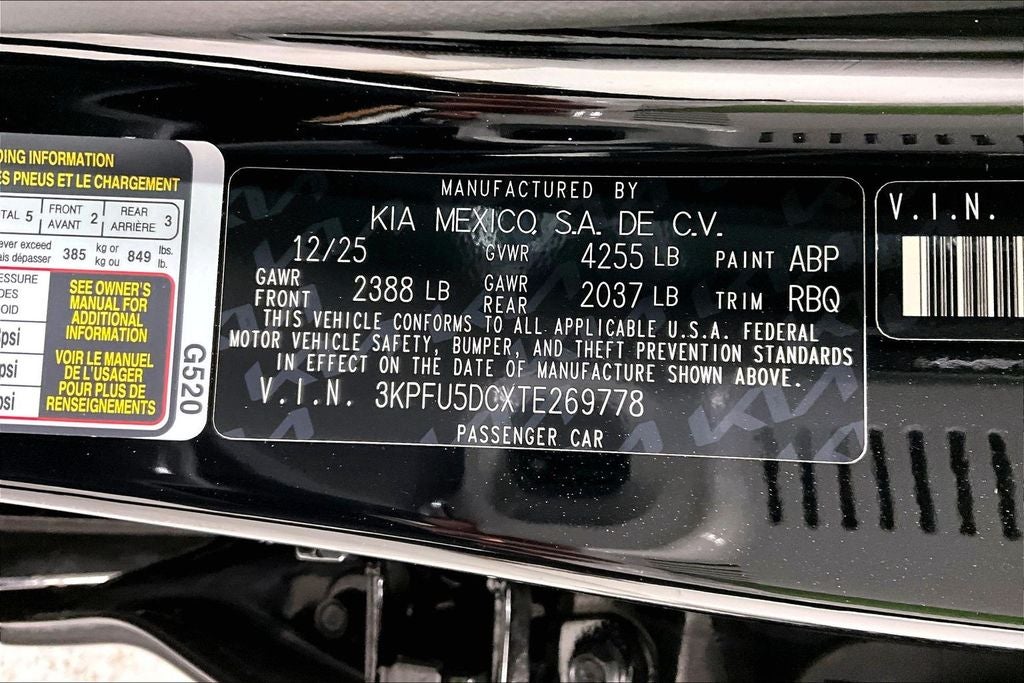 DING INFORMATION
ES PNEUS ET LE CHARGEMENT
TAL 5 FRONT AVANT 2 REAR ARRIÈRE 3
ever exceed
ais dépasser 385 kg or kg ou 849 lbs. lb.
ESSURE
DES
OID
psi
psi
psi
SEE OWNER'S
MANUAL FOR
ADDITIONAL
INFORMATION
VOIR LE MANUEL
DE L'USAGER
POUR PLUS DE
RENSEIGNEMENTS
G520
MANUFACTURED BY
KIA MEXICO, S.A. DE C.V.
12/25 GVWR 4255 LB PAINT ABP
GAWR FRONT 2388 LB GAWR REAR 2037 LB TRIM RBQ
THIS VEHICLE CONFORMS TO ALL APPLICABLE U.S.A. FEDERAL
MOTOR VEHICLE SAFETY, BUMPER, AND THEFT PREVENTION STANDARDS
IN EFFECT ON THE DATE OF MANUFACTURE SHOWN ABOVE.
V.I.N. 3KPFU5DCXTE269778
PASSENGER CAR
V.I.N.